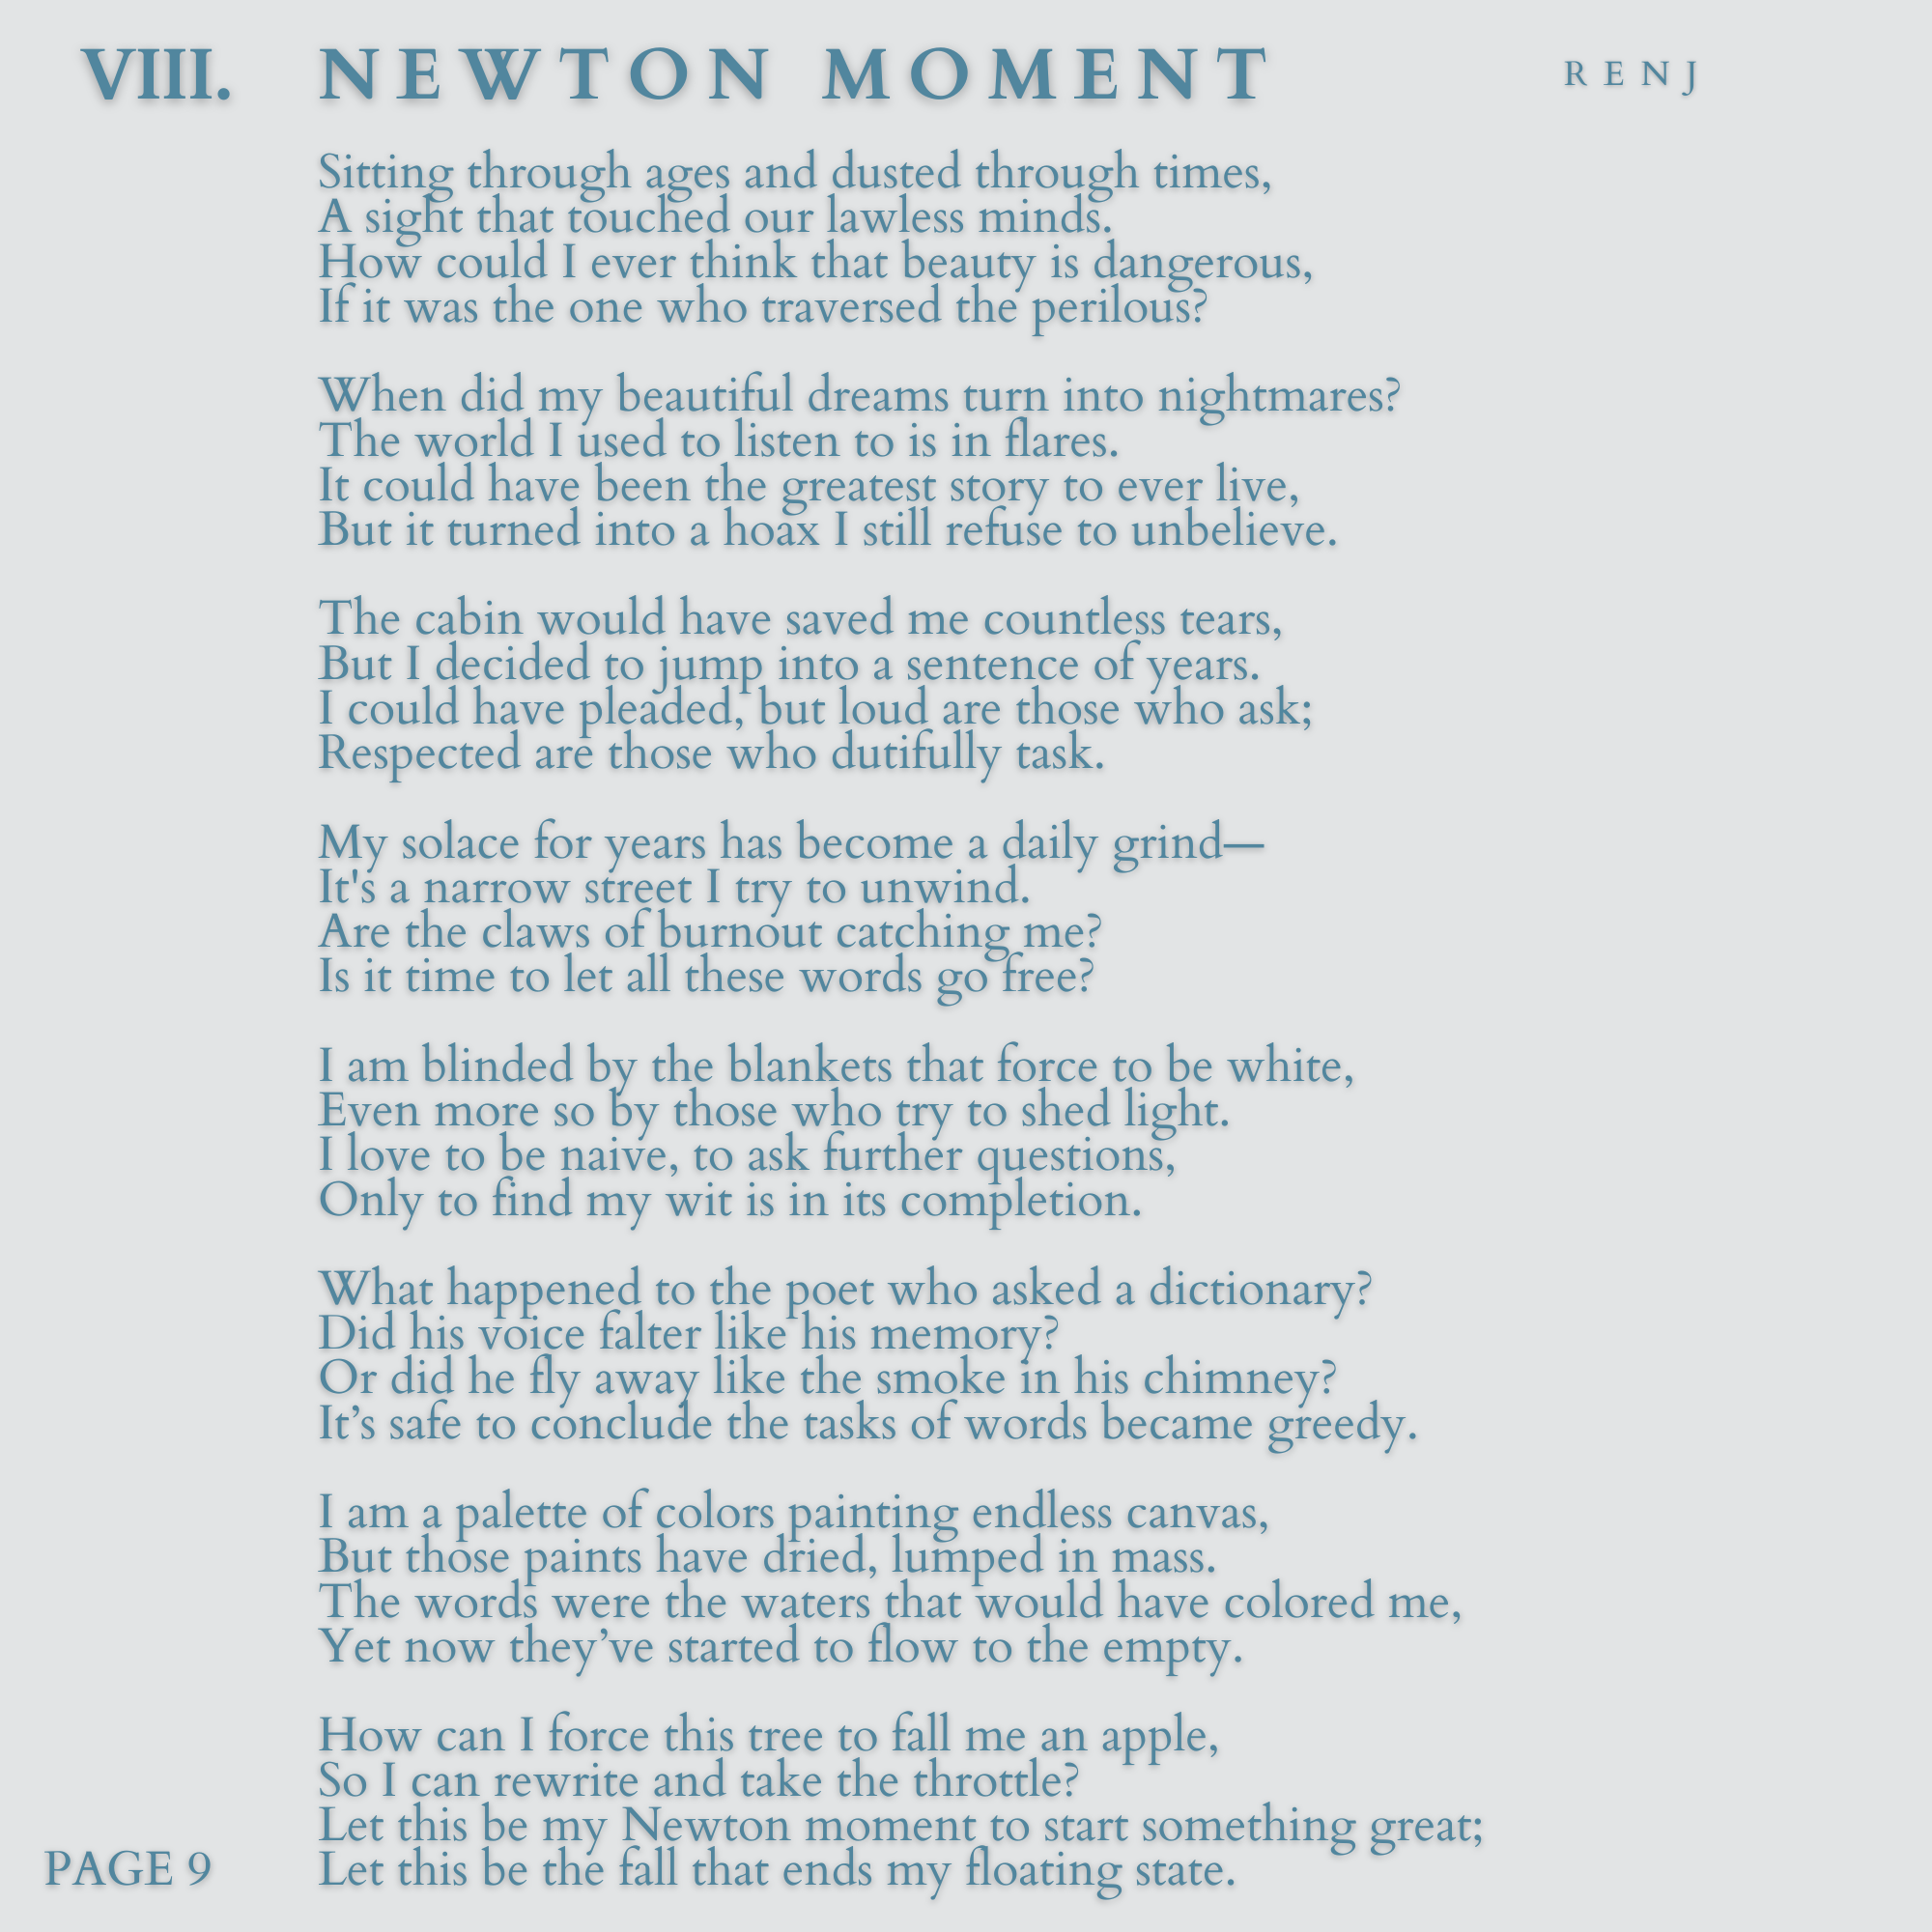 VIII. NEWTON MOMENT RENJ
Sitting through ages and dusted through times,
A sight that touched our lawless minds.
How could I ever think that beauty is dangerous,
If it was the one who traversed the perilous?
When did my beautiful dreams turn into nightmares?
The world I used to listen to is in flares.
It could have been the greatest story to ever live,
But it turned into a hoax I still refuse to unbelieve.
The cabin would have saved me countless tears,
But I decided to jump into a sentence of years.
I could have pleaded, but loud are those who ask;
Respected are those who dutifully task.
My solace for years has become a daily grind—
It's a narrow street I try to unwind.
Are the claws of burnout catching me?
Is it time to let all these words go free?
I am blinded by the blankets that force to be white,
Even more so by those who try to shed light.
I love to be naive, to ask further questions,
Only to find my wit is in its completion.
What happened to the poet who asked a dictionary?
Did his voice falter like his memory?
Or did he fly away like the smoke in his chimney?
It’s safe to conclude the tasks of words became greedy.
I am a palette of colors painting endless canvas,
But those paints have dried, lumped in mass.
The words were the waters that would have colored me,
Yet now they’ve started to flow to the empty.
How can I force this tree to fall me an apple,
So I can rewrite and take the throttle?
Let this be my Newton moment to start something great;
Let this be the fall that ends my floating state.
PAGE 9